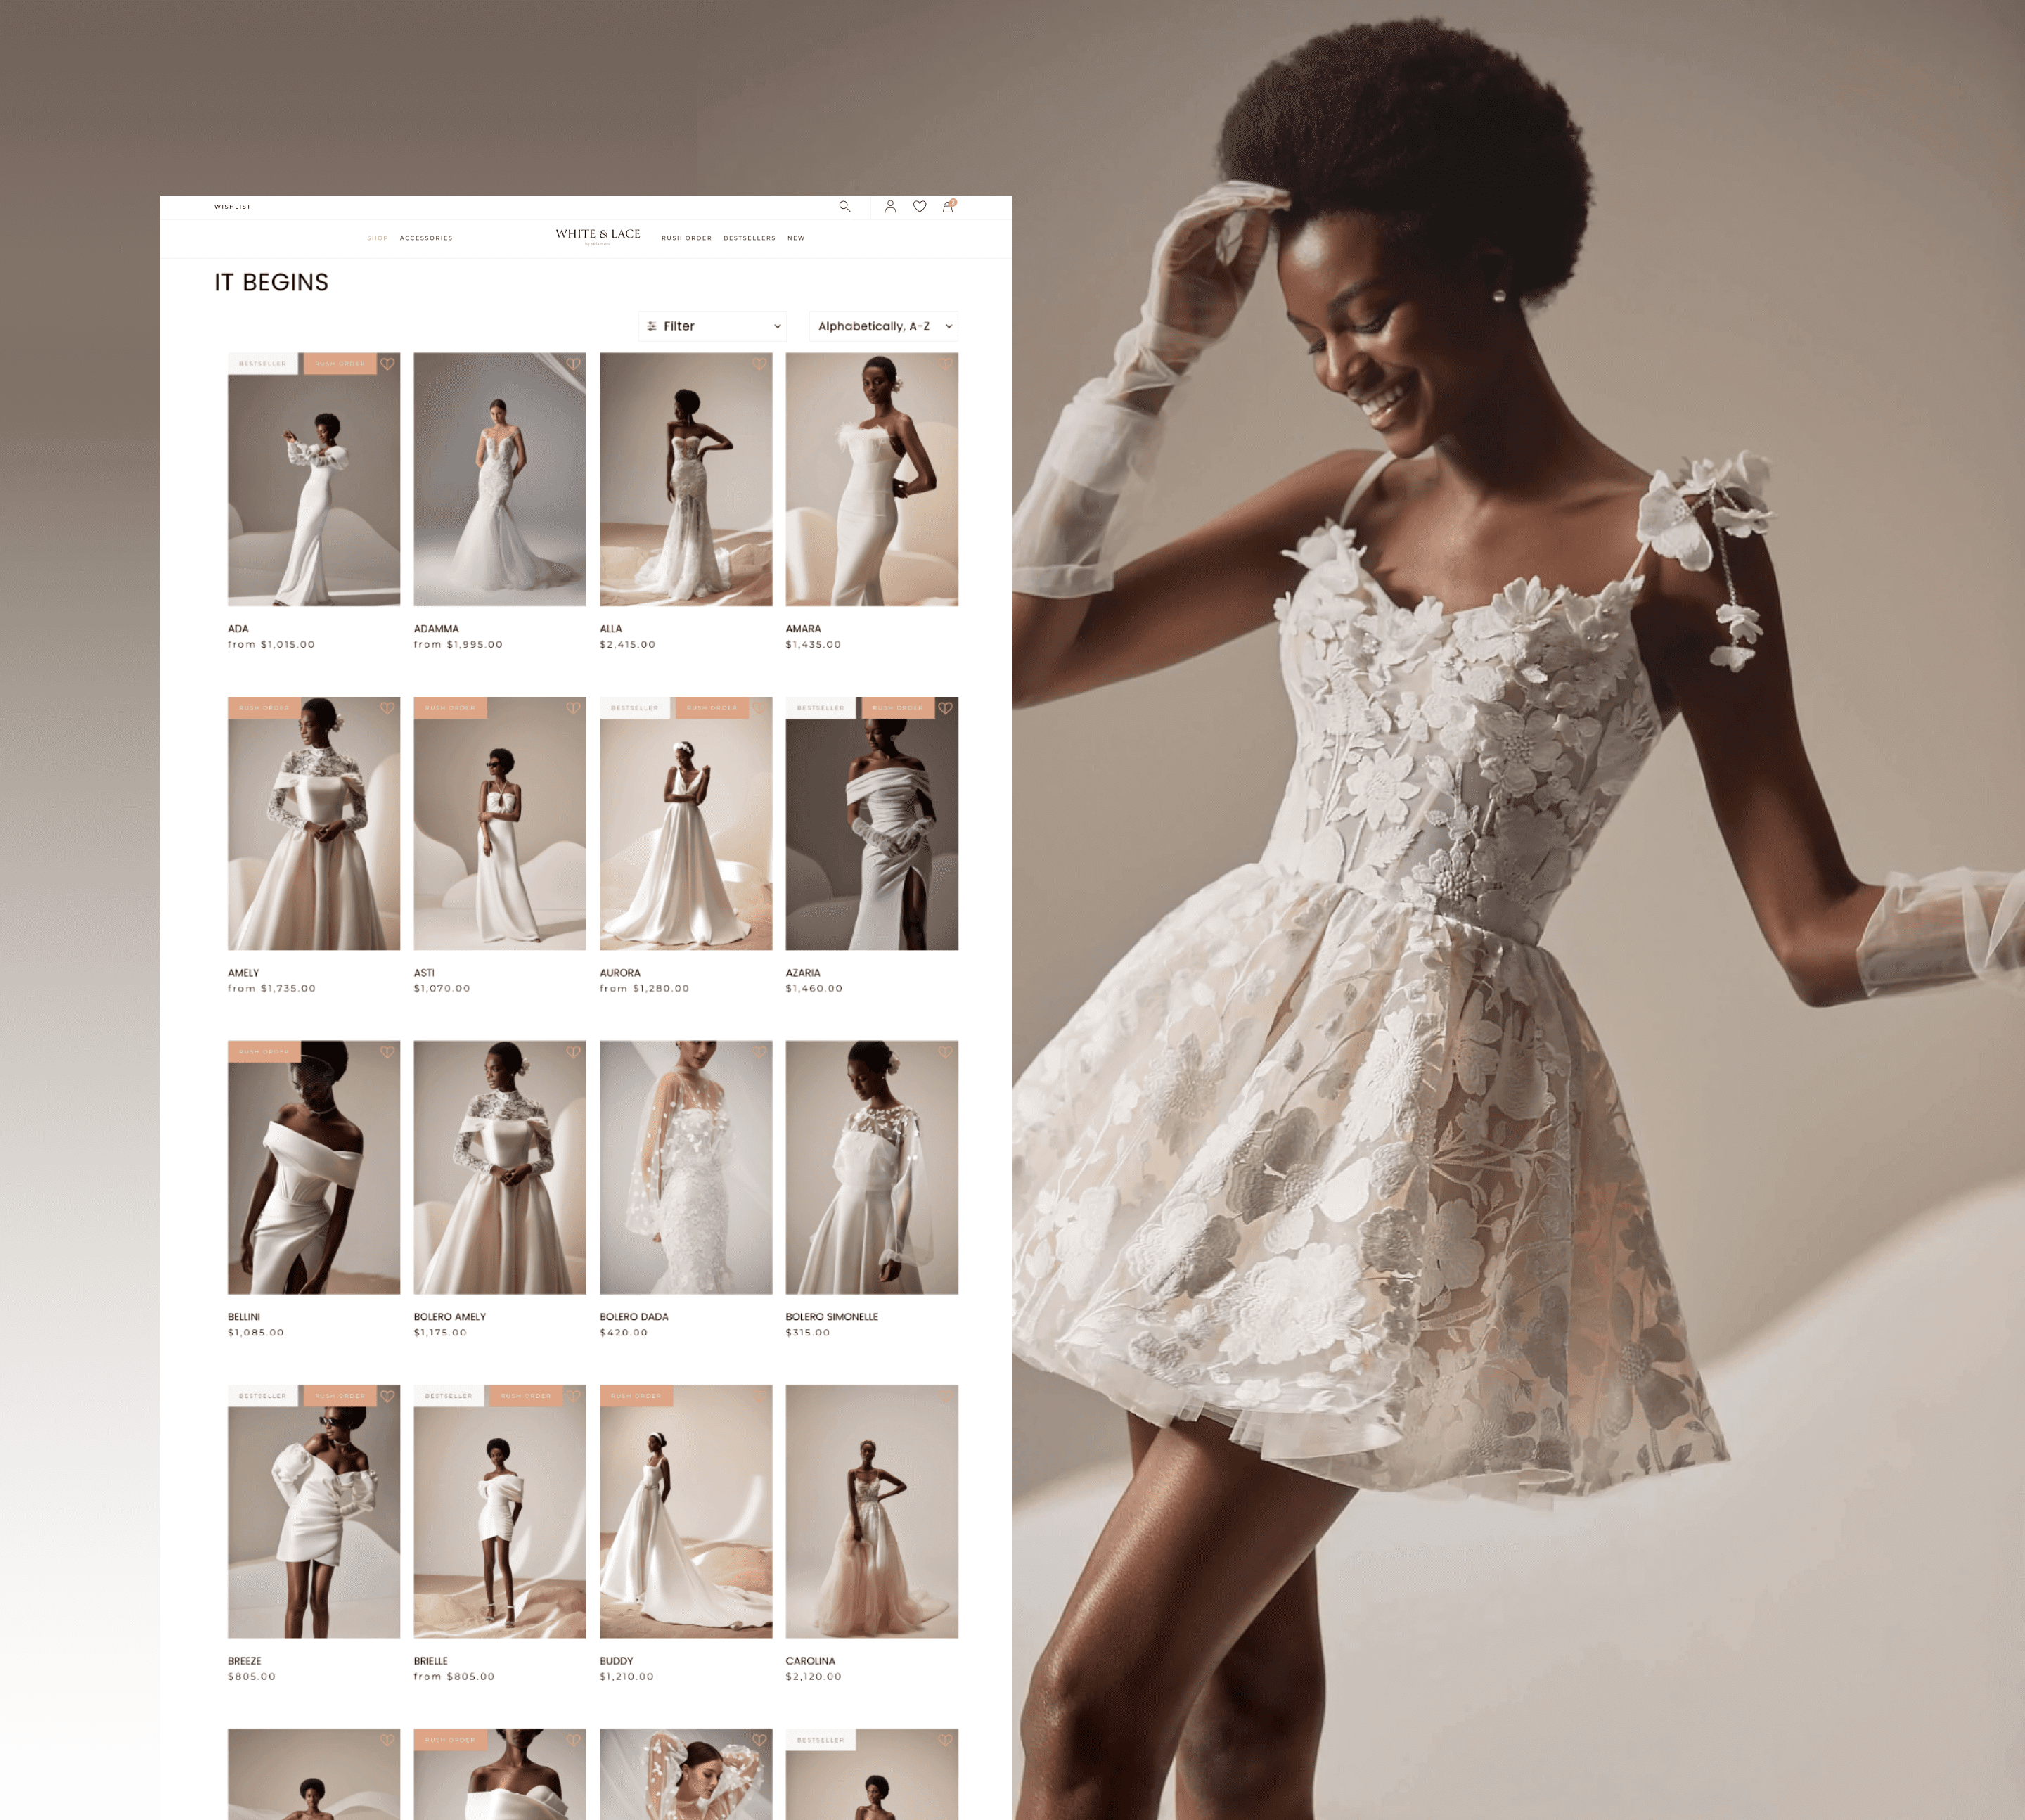 WISHLIST
2
SHOP ACCESSORIES WHITE & LACE RUSH ORDER BESTSELLERS NEW
IT BEGINS
Filter Alphabetically, A-Z
BESTSELLER RUSH ORDER
ADA ADAMMA ALLA AMARA
from $1,015.00 from $1,995.00 $2,415.00 $1,435.00
RUSH ORDER RUSH ORDER BESTSELLER RUSH ORDER BESTSELLER RUSH ORDER
AMELY ASTI AURORA AZARIA
from $1,735.00 $1,070.00 from $1,280.00 $1,460.00
RUSH ORDER
BELLINI BOLERO AMELY BOLERO DADA BOLERO SIMONELLE
$1,085.00 $1,175.00 $420.00 $315.00
BESTSELLER RUSH ORDER BESTSELLER RUSH ORDER RUSH ORDER
BREEZE BRIELLE BUDDY CAROLINA
$805.00 from $805.00 $1,210.00 $2,120.00
RUSH ORDER BESTSELLER